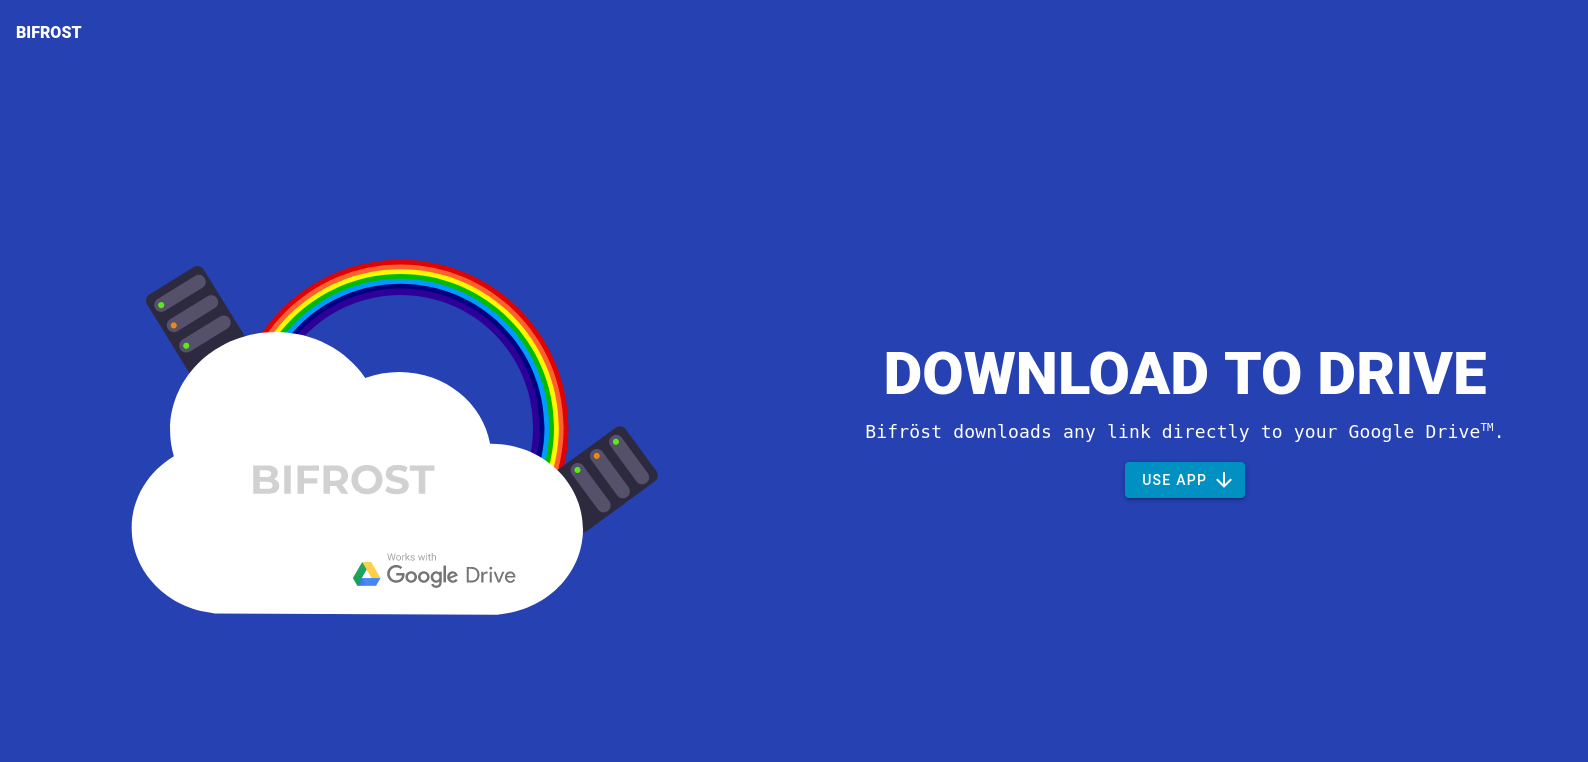 BIFROST
BIFROST
Works with
Google Drive
DOWNLOAD TO DRIVE
Bifröst downloads any link directly to your Google Drive™.
USE APP